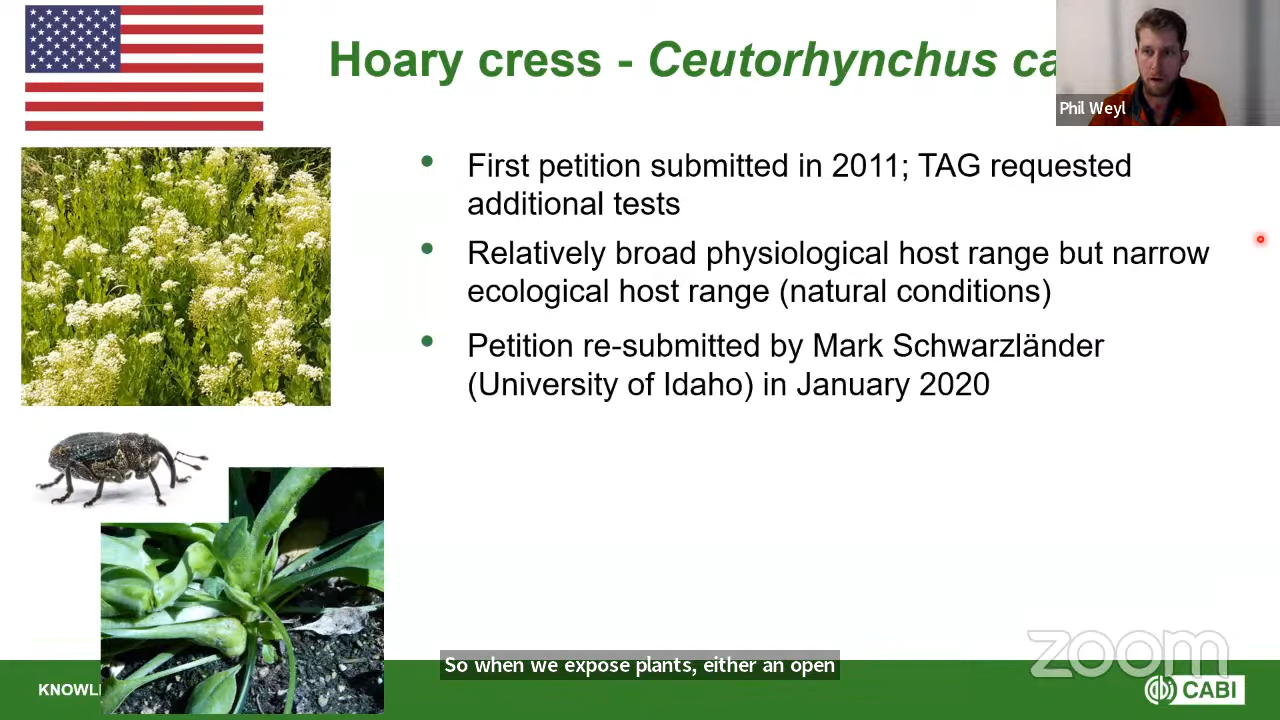 Hoary cress - Ceutorhynchus
Phil Weyl
First petition submitted in 2011; TAG requested
additional tests
Relatively broad physiological host range but narrow
ecological host range (natural conditions)
Petition re-submitted by Mark Schwarzländer
(University of Idaho) in January 2020
So when we expose plants, either an open
zoom
CABI